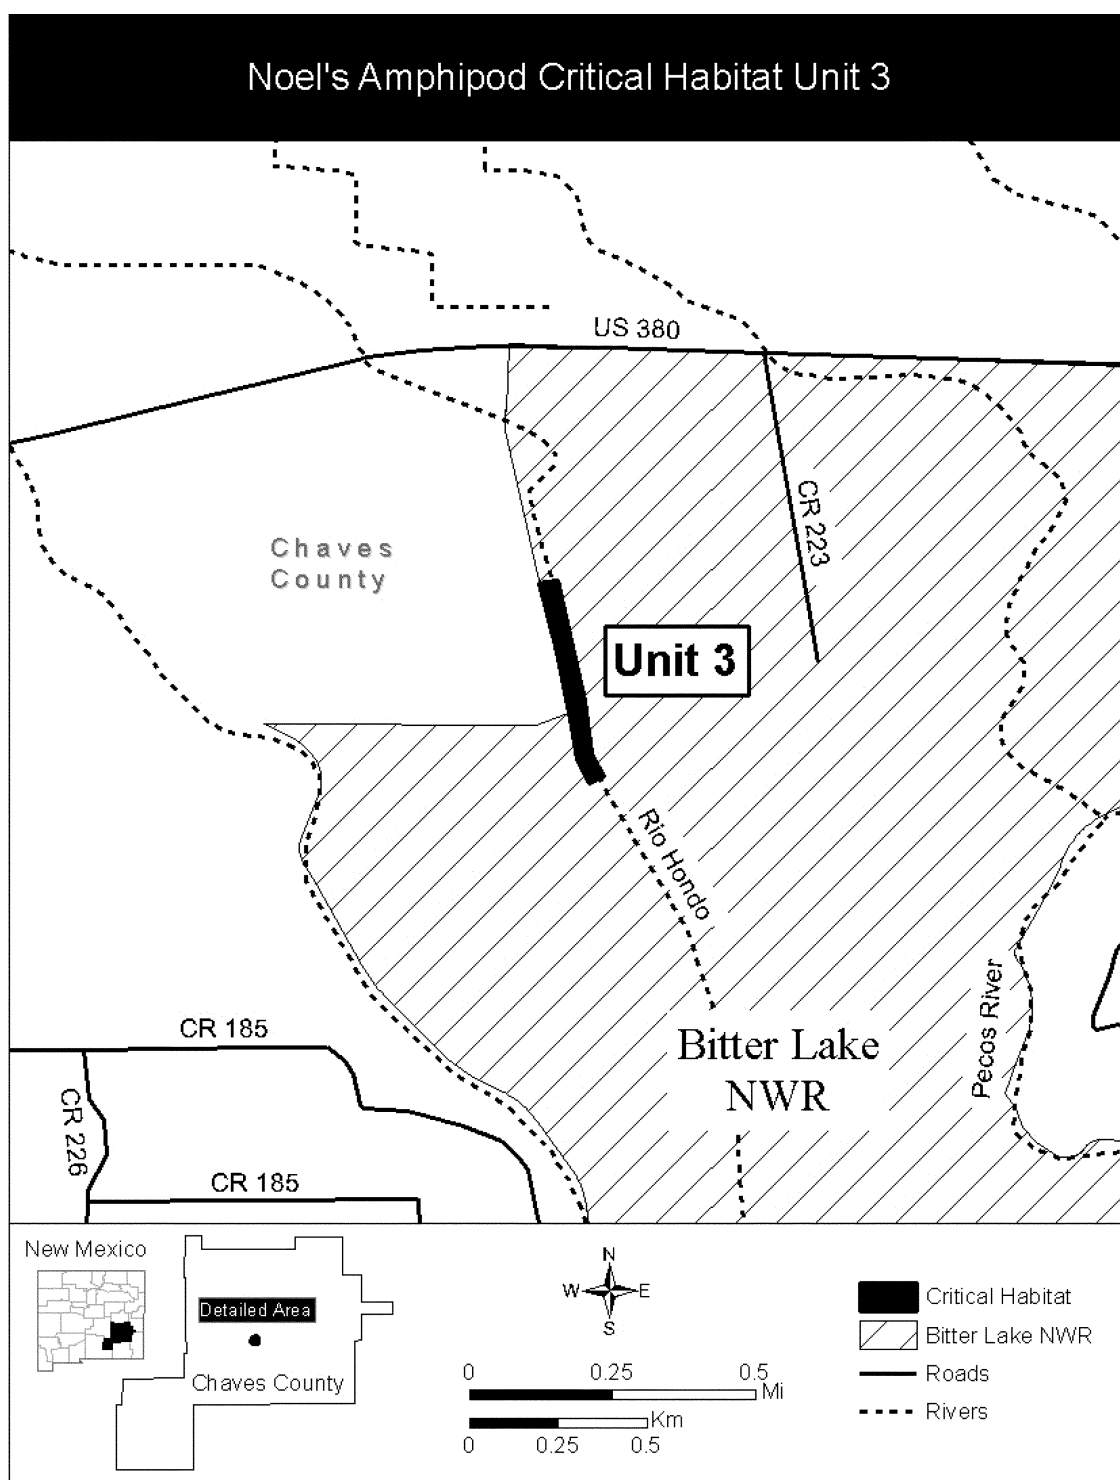 Noel's Amphipod Critical Habitat Unit 3
US 380
CR 223
Chaves
County
Unit 3
Rio Hondo
Pecos River
Bitter Lake
NWR
CR 185
CR 226
CR 185
New Mexico
Detailed Area
Chaves County
N
W
E
S
0 0.25 0.5
Mi
Km
0 0.25 0.5
Critical Habitat
Bitter Lake NWR
Roads
Rivers